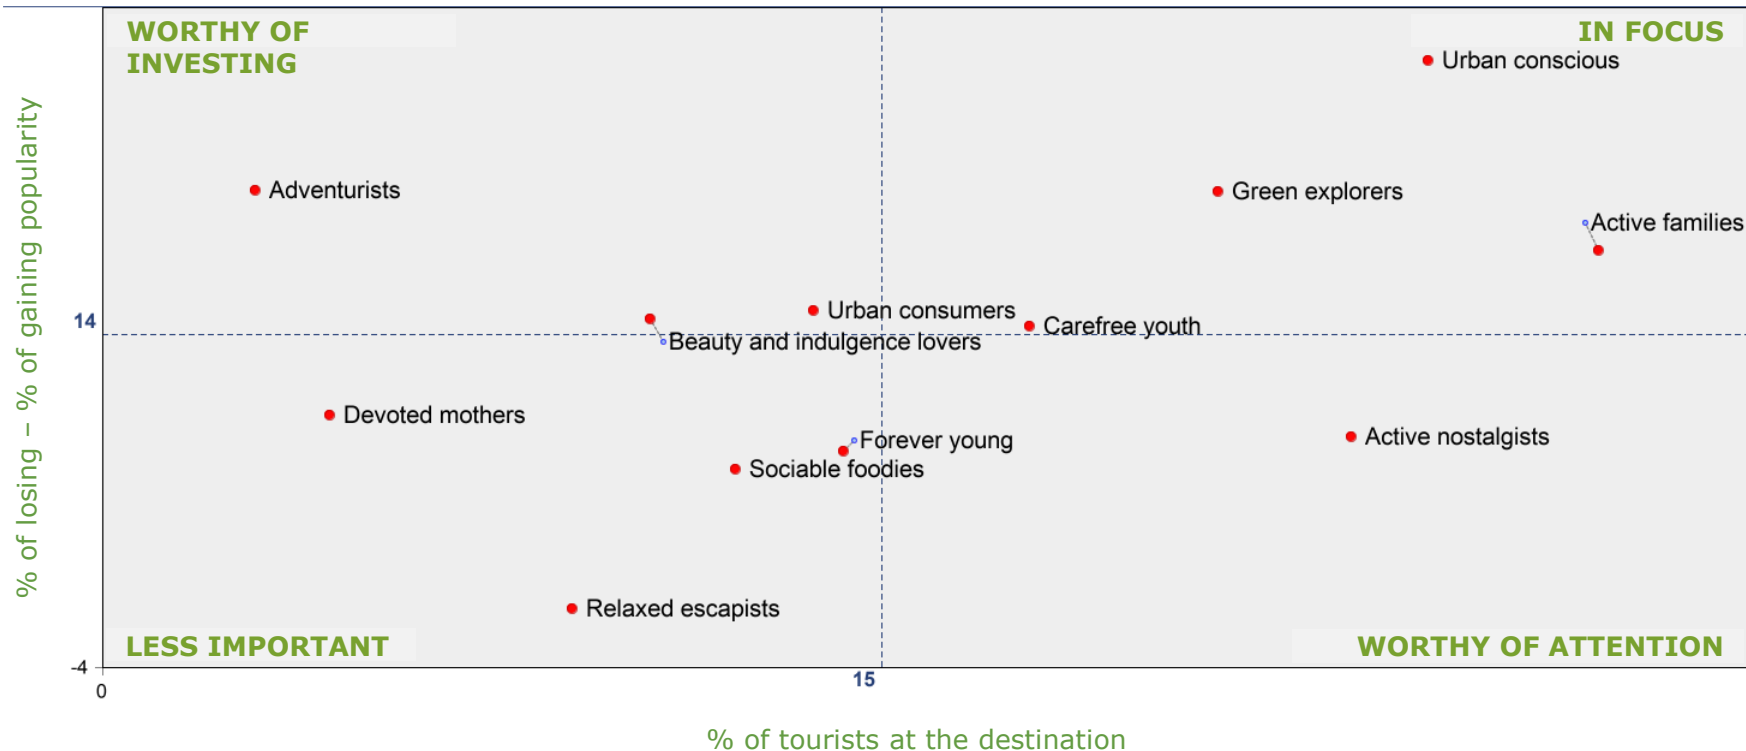 WORTHY OF
INVESTING
IN FOCUS
Urban conscious
Adventurists
Green explorers
Active families
% of losing – % of gaining popularity
14
Urban consumers
Carefree youth
Beauty and indulgence lovers
Devoted mothers
Forever young
Active nostalgists
Sociable foodies
Relaxed escapists
LESS IMPORTANT
WORTHY OF ATTENTION
-4
0
15
% of tourists at the destination